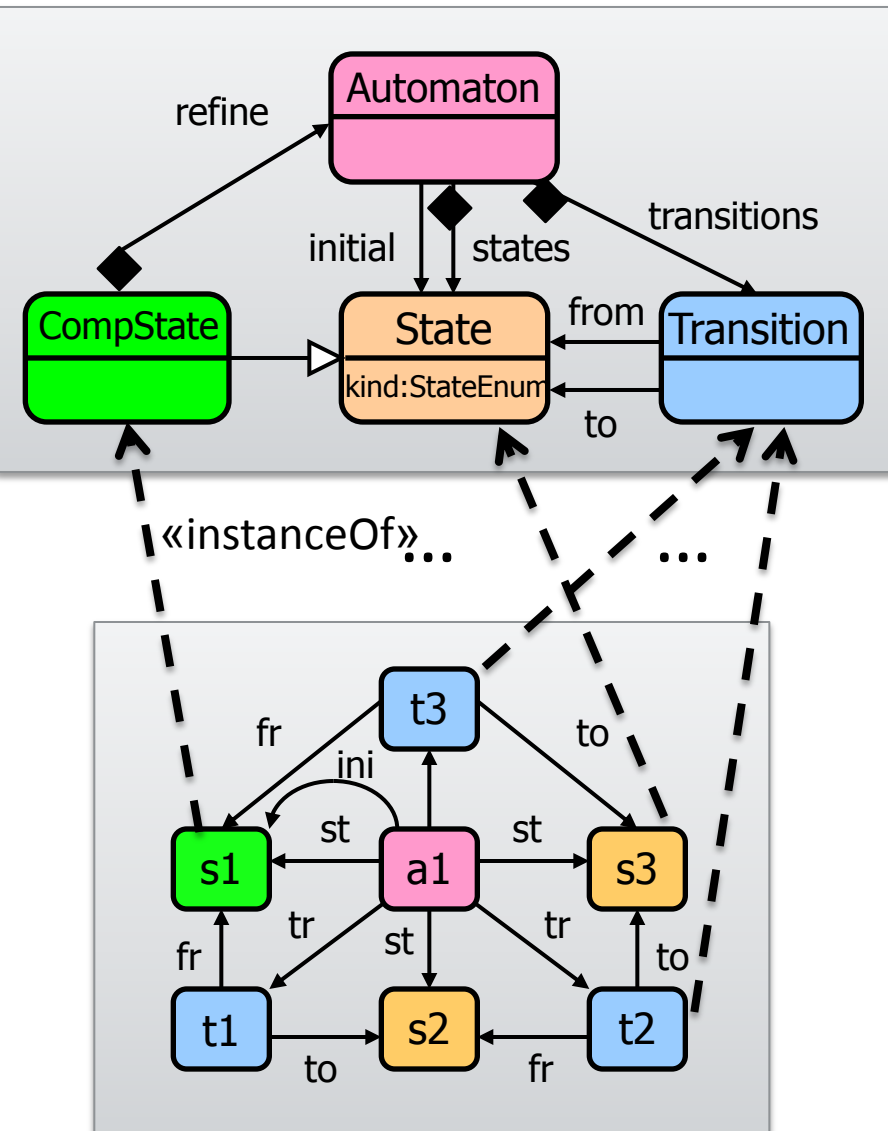 Automaton
refine
transitions
initial
states
CompState
State
from
Transition
kind:StateEnum
to
«instanceOf»
...
...
t3
fr
to
ini
st
st
s1
a1
s3
tr
tr
fr
st
to
t1
s2
t2
to
fr